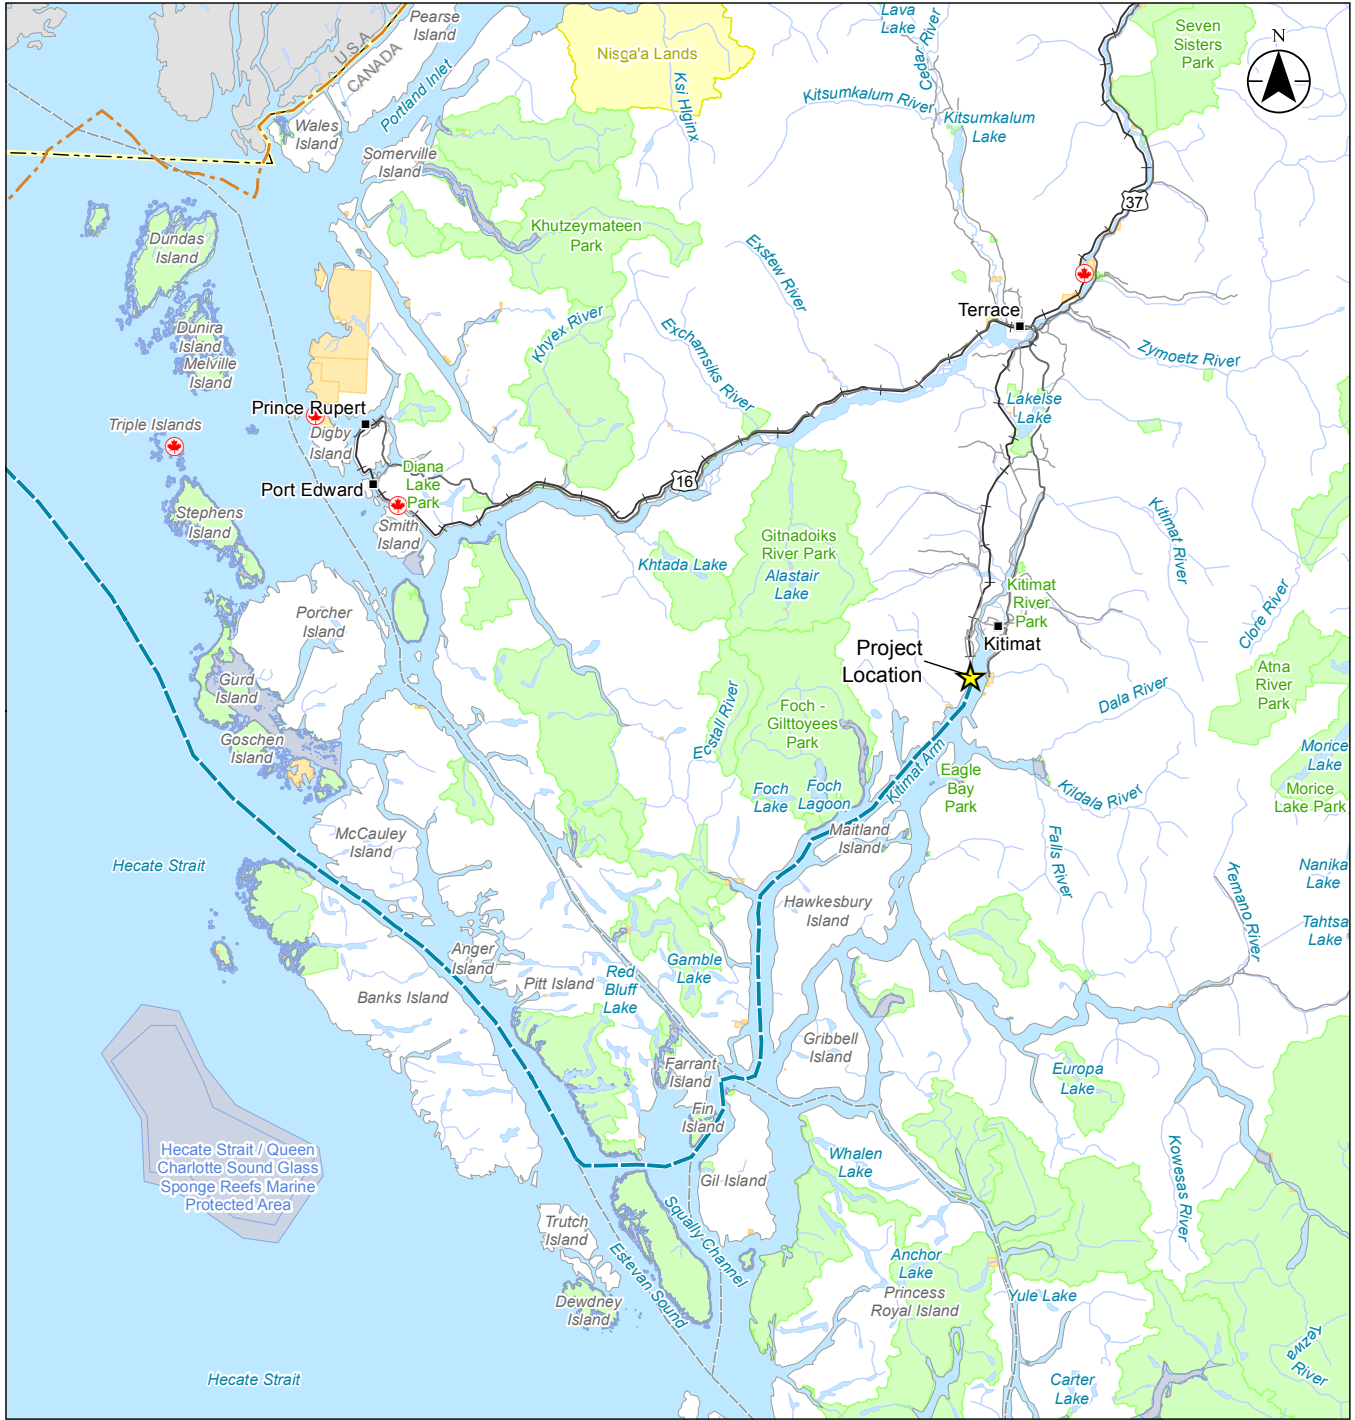 Pearse
Island
Lava
Lake
Cedar River
Seven
Sisters
Park
N
U.S.A.
CANADA
Nisga'a Lands
Portland Inlet
Ksi Hlginx
Kitsumkalum River
Kitsumkalum
Lake
Wales
Island
Somerville
Island
37
Khutzeymateen
Park
Dundas
Island
Exstew River
Terrace
Dunira
Island
Melville
Island
Khyex River
Exchamsiks River
Zymoetz River
Lakelse
Lake
Prince Rupert
Triple Islands
Digby
Island
Diana
Lake
Park
16
Port Edward
Stephens
Island
Smith
Island
Gitnadoiks
River Park
Kitimat River
Khtada Lake
Alastair
Lake
Kitimat
River
Park
Clore River
Porcher
Island
Kitimat
Project
Location
Atna
River
Park
Gurd
Island
Ecstall River
Foch -
Gilttoyees
Park
Dala River
Goschen
Island
Kitimat Arm
Morice
Lake
Eagle
Bay
Park
Foch
Lake
Foch
Lagoon
Kildala River
Morice
Lake Park
McCauley
Island
Maitland
Island
Falls River
Hecate Strait
Kemano River
Nanika
Lake
Hawkesbury
Island
Tahtsa
Lake
Anger
Island
Gamble
Lake
Pitt Island
Red
Bluff
Lake
Banks Island
Gribbell
Island
Farrant
Island
Europa
Lake
Fin
Island
Hecate Strait / Queen
Charlotte Sound Glass
Sponge Reefs Marine
Protected Area
Whalen
Lake
Kowesas River
Gil Island
Squally Channel
Trutch
Island
Estevan Sound
Anchor
Lake
Princess
Royal Island
Yule Lake
Dewdney
Island
Tezwa
River
Hecate Strait
Carter
Lake